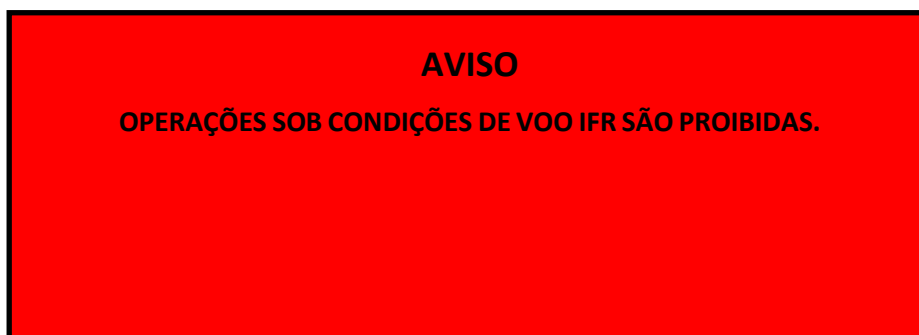 AVISO
OPERAÇÕES SOB CONDIÇÕES DE VOO IFR SÃO PROIBIDAS.